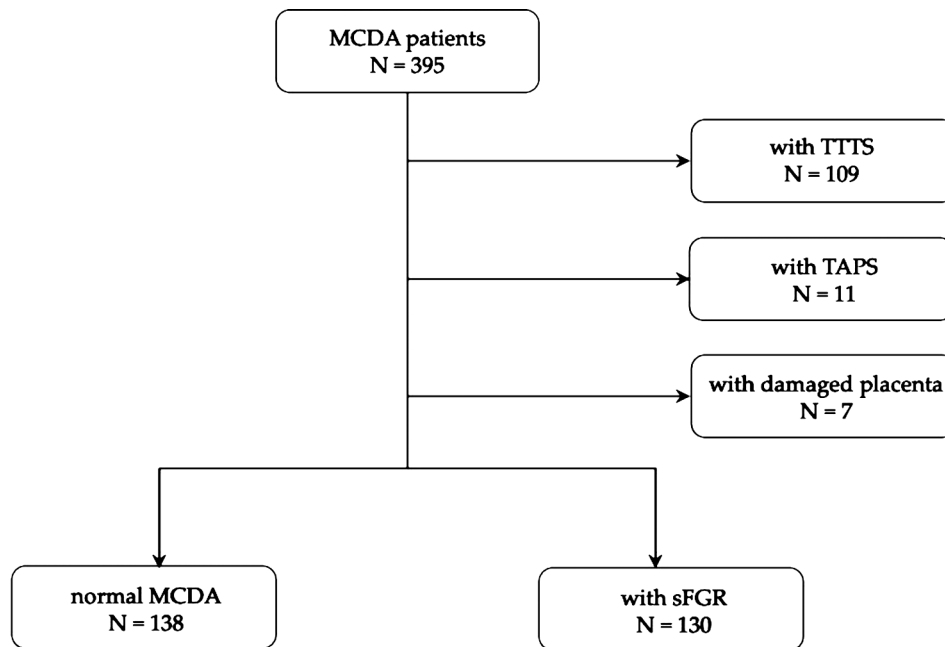 MCDA patients
N = 395
with TTTS
N = 109
with TAPS
N = 11
with damaged placenta
N = 7
normal MCDA
N = 138
with sFGR
N = 130